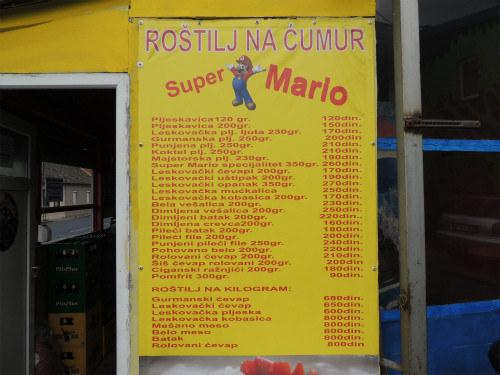 ROŠTILJ NA ĆUMUR
Super Mario
Pljeskavica120 gr. 120din.
Pljeskavica 200gr. 150din.
Leskovačka plj. ljuta 230gr. 170din.
Gurmanska plj. 250gr. 200din
Punjena plj. 250gr. 210din.
Koktel plj. 250gr. 210din.
Majstorska plj. 230gr. 190din.
Super Mario specijalitet 350gr. 260din.
Leskovački ćevapi 200gr. 170din.
Leskovački uštipak 200gr. 190din.
Leskovački opanak 350gr. 270din.
Leskovačka mućkalica 250din.
Leskovačka kobasica 200gr. 170din.
Bela vešalica 200gr. 230din.
Dimljena vešalica 200gr. 250din.
Dimljeni batak 200gr. 220din..
Dimljena crevca200gr. 160din.
Pileći batak 200gr. 180din.
Pileći file 200gr. 200din.
Punjeni pileći file 250gr. 240din.
Pohovano belo 200gr. 220din.
Rolovani ćevap 200gr. 210din.
Šiš ćevap rolovani 200gr. 200din
Ciganski ražnjići 200gr. 180din.
Pomfrit 300gr. 90din.
ROŠTILJ NA KILOGRAM:
Gurmanski ćevap 680din.
Leskovački ćevap 650din.
Leskovačka pljeska 600din.
Leskovačka kobasica 800din.
Mešano meso 800din.
Belo meso 800din.
Batak 800din.
Rolovani ćevap 800din